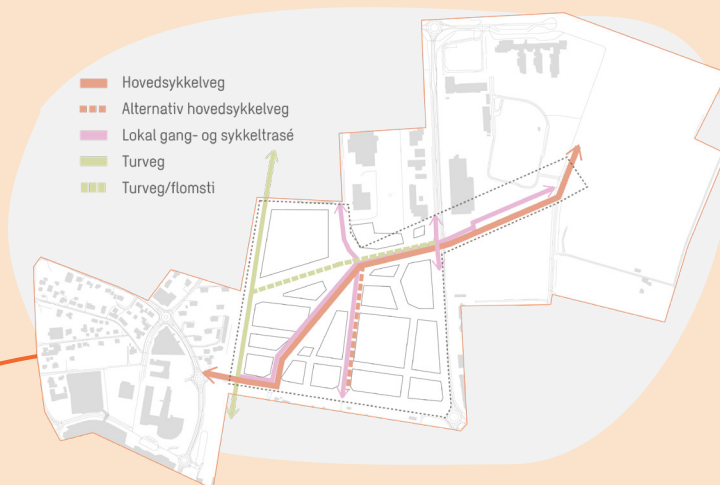 Hovedsykkelveg
Alternativ hovedsykkelveg
Lokal gang- og sykkeltrasé
Turveg
Turveg/flomsti